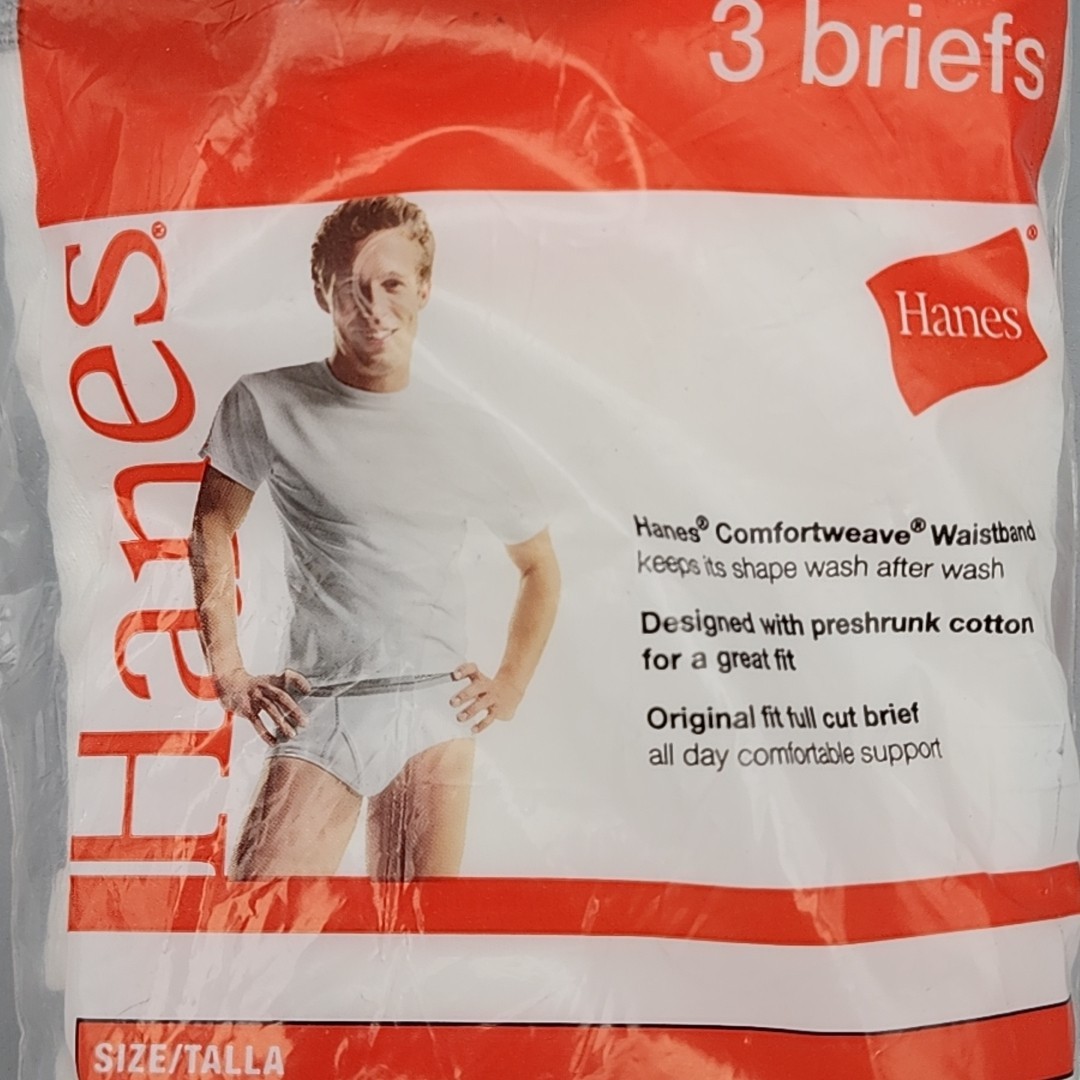 3 briefs
Hanes®
Hanes®
Hanes® Comfortweave® Waistband
keeps its shape wash after wash
Designed with preshrunk cotton
for a great fit
Original fit full cut brief
all day comfortable support
SIZE/TALLA